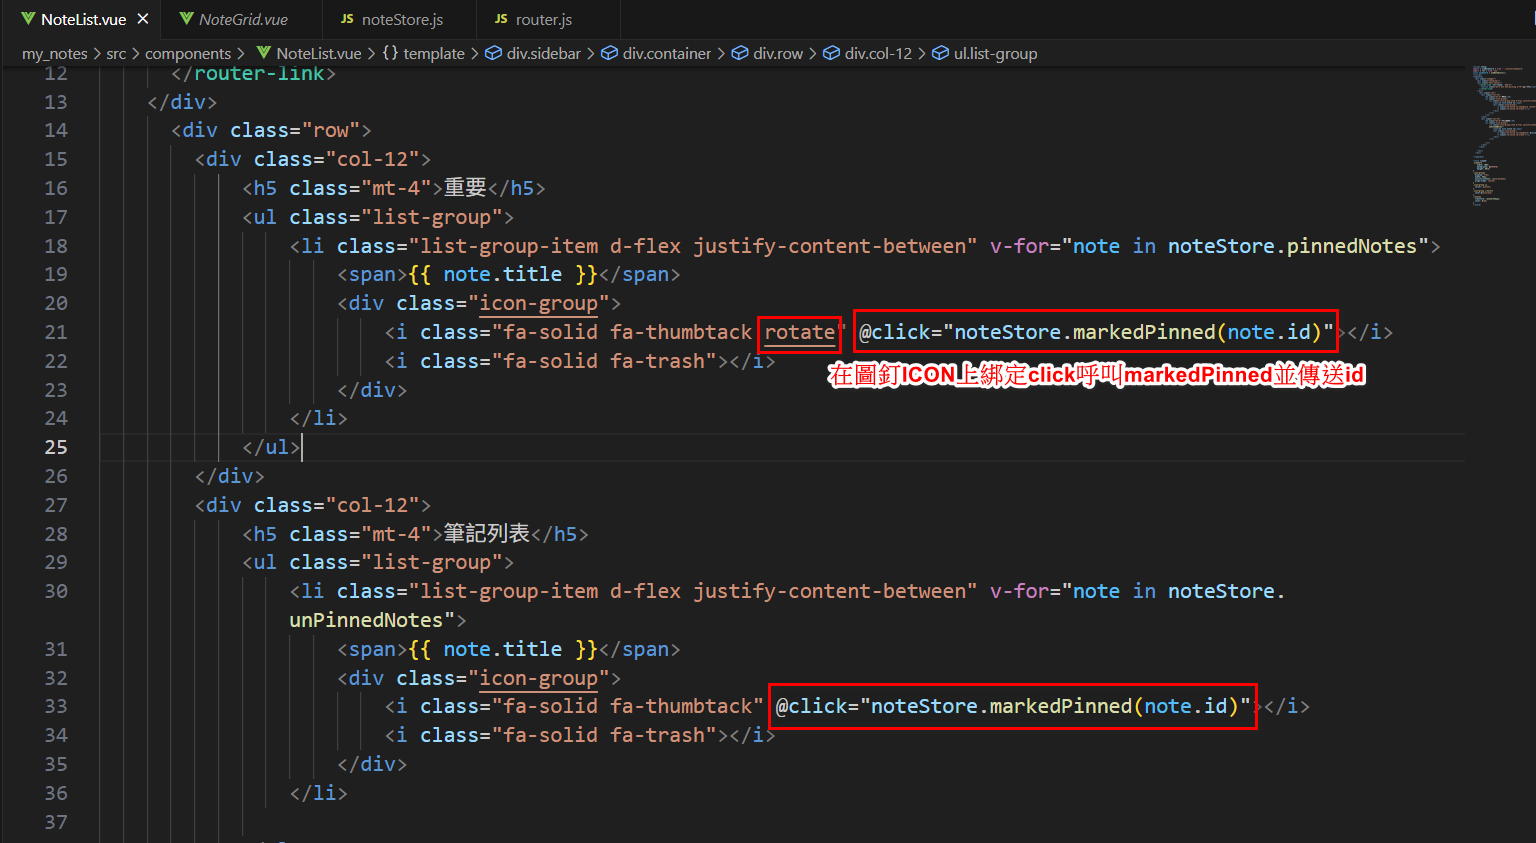 NoteList.vue
NoteGrid.vue
JS noteStore.js
JS router.js
my_notes > src > components > NoteList.vue > {} template > div.sidebar > div.container > div.row > div.col-12 > ul.list-group
12 </router-link>
13 </div>
14 <div class="row">
15 <div class="col-12">
16 <h5 class="mt-4">重要</h5>
17 <ul class="list-group">
18 <li class="list-group-item d-flex justify-content-between" v-for="note in noteStore.pinnedNotes">
19 <span>{{ note.title }}</span>
20 <div class="icon-group">
21 <i class="fa-solid fa-thumbtack rotate" @click="noteStore.markedPinned(note.id)"></i>
22 <i class="fa-solid fa-trash"></i>
在圖釘ICON上綁定click呼叫markedPinned並傳送id
23 </div>
24 </li>
25 </ul>
26 </div>
27 <div class="col-12">
28 <h5 class="mt-4">筆記列表</h5>
29 <ul class="list-group">
30 <li class="list-group-item d-flex justify-content-between" v-for="note in noteStore.
unPinnedNotes">
31 <span>{{ note.title }}</span>
32 <div class="icon-group">
33 <i class="fa-solid fa-thumbtack" @click="noteStore.markedPinned(note.id)"></i>
34 <i class="fa-solid fa-trash"></i>
35 </div>
36 </li>
37